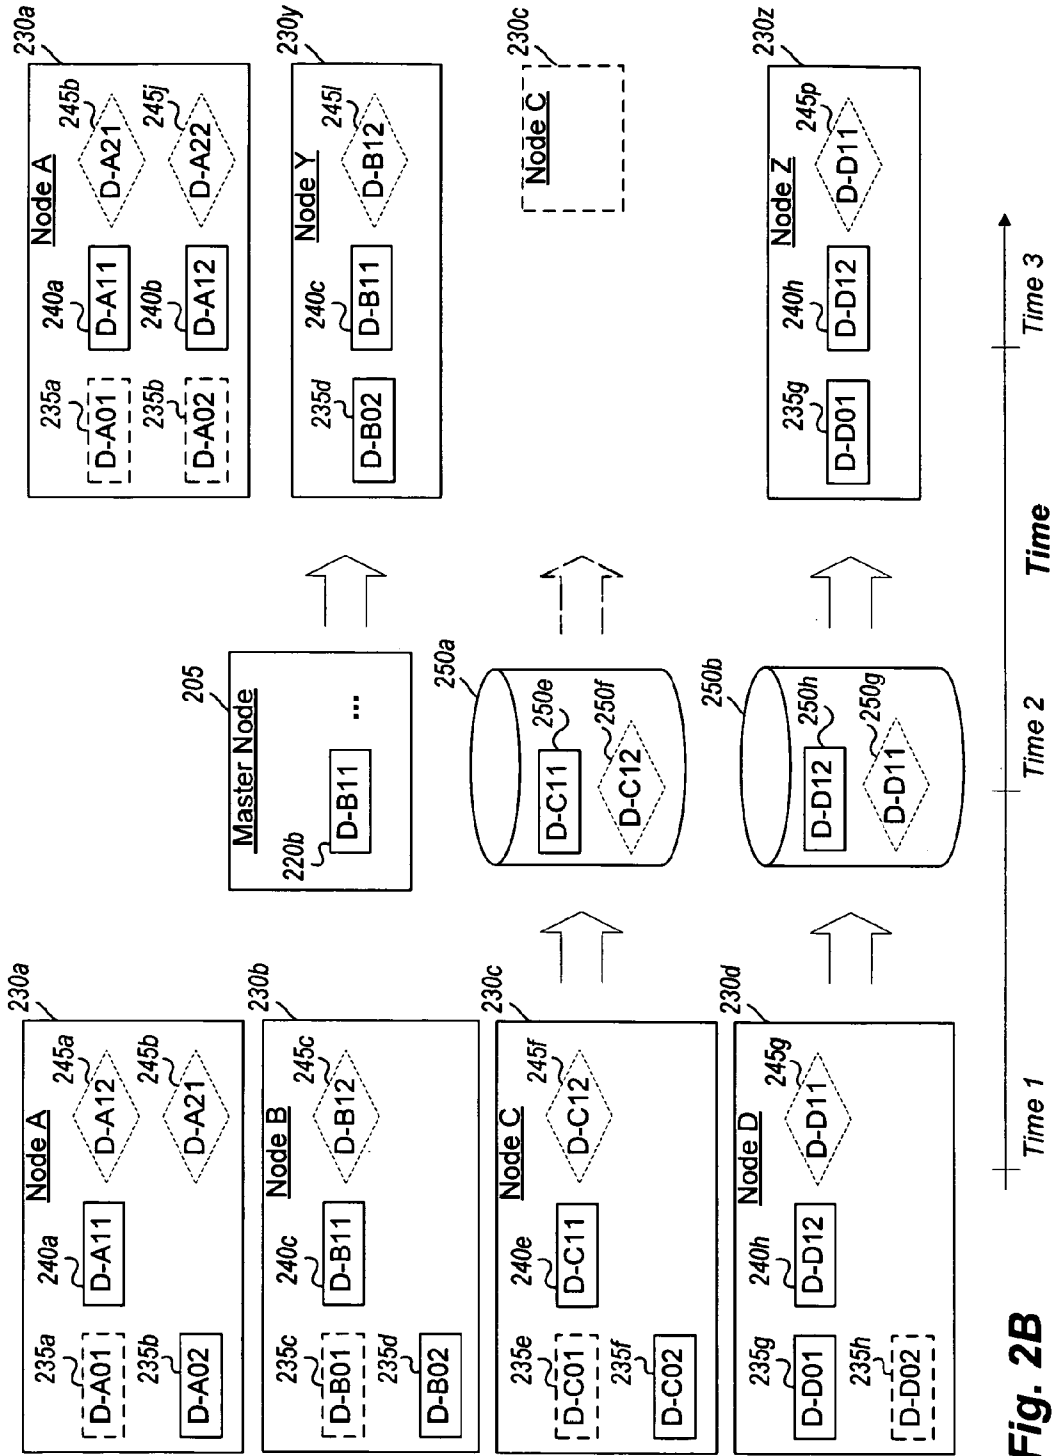 230a
Node A
235a
D-A01
240a
D-A11
245a
D-A12
235b
D-A02
245b
D-A21
230b
Node B
235c
D-B01
240c
D-B11
245c
D-B12
235d
D-B02
230c
Node C
235e
D-C01
240e
D-C11
245f
D-C12
235f
D-C02
230d
Node D
235g
D-D01
240h
D-D12
245g
D-D11
235h
D-D02
205
Master Node
220b
D-B11
...
250a
D-C11
250e
D-C12
250f
250b
D-D12
250h
D-D11
250g
230a
Node A
235a
D-A01
240a
D-A11
245b
D-A21
235b
D-A02
240b
D-A12
245j
D-A22
230y
Node Y
235d
D-B02
240c
D-B11
245l
D-B12
230c
Node C
230z
Node Z
235g
D-D01
240h
D-D12
245p
D-D11
Time 1
Time 2
Time 3
Time
Fig. 2B